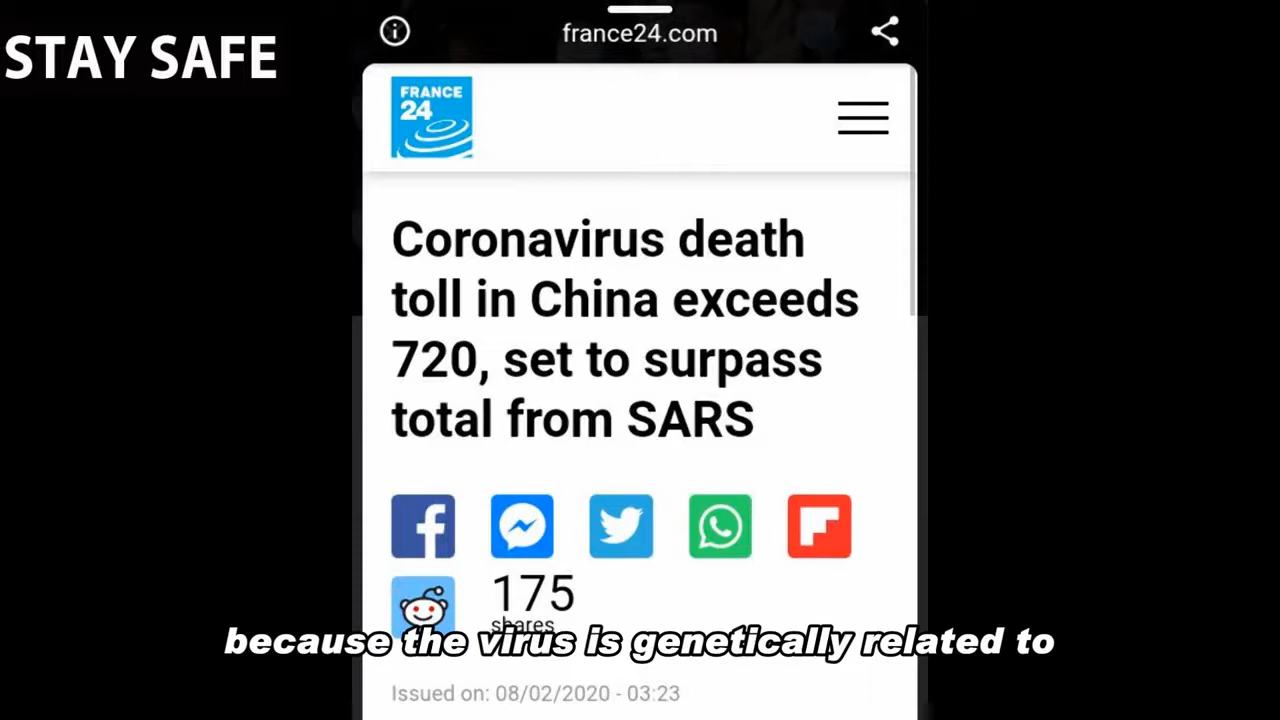 STAY SAFE
france24.com
FRANCE
24
Coronavirus death
toll in China exceeds
720, set to surpass
total from SARS
175
shares
because the virus is genetically related to
Issued on: 08/02/2020 - 03:23